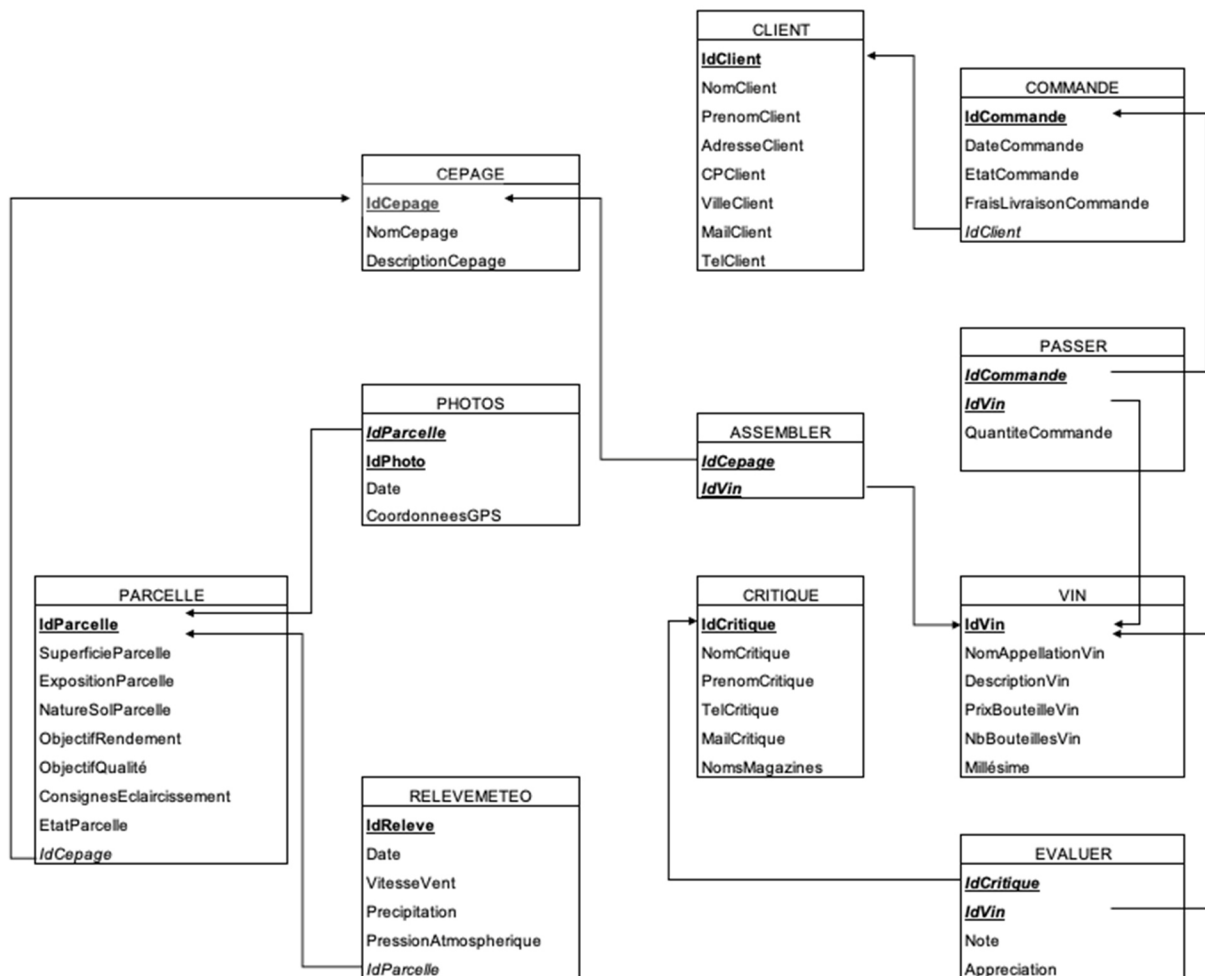 CLIENT
IdClient
NomClient
PrenomClient
AdresseClient
CPClient
VilleClient
MailClient
TelClient
COMMANDE
IdCommande
DateCommande
EtatCommande
FraisLivraisonCommande
IdClient
CEPAGE
IdCepage
NomCepage
DescriptionCepage
PASSER
IdCommande
IdVin
QuantiteCommande
PHOTOS
IdParcelle
IdPhoto
Date
CoordonneesGPS
ASSEMBLER
IdCepage
IdVin
PARCELLE
IdParcelle
SuperficieParcelle
ExpositionParcelle
NatureSolParcelle
ObjectifRendement
ObjectifQualité
ConsignesEclaircissement
EtatParcelle
IdCepage
CRITIQUE
IdCritique
NomCritique
PrenomCritique
TelCritique
MailCritique
NomsMagazines
VIN
IdVin
NomAppellationVin
DescriptionVin
PrixBouteilleVin
NbBouteillesVin
Millésime
RELEVEMETEO
IdReleve
Date
VitesseVent
Precipitation
PressionAtmospherique
IdParcelle
EVALUER
IdCritique
IdVin
Note
Appreciation